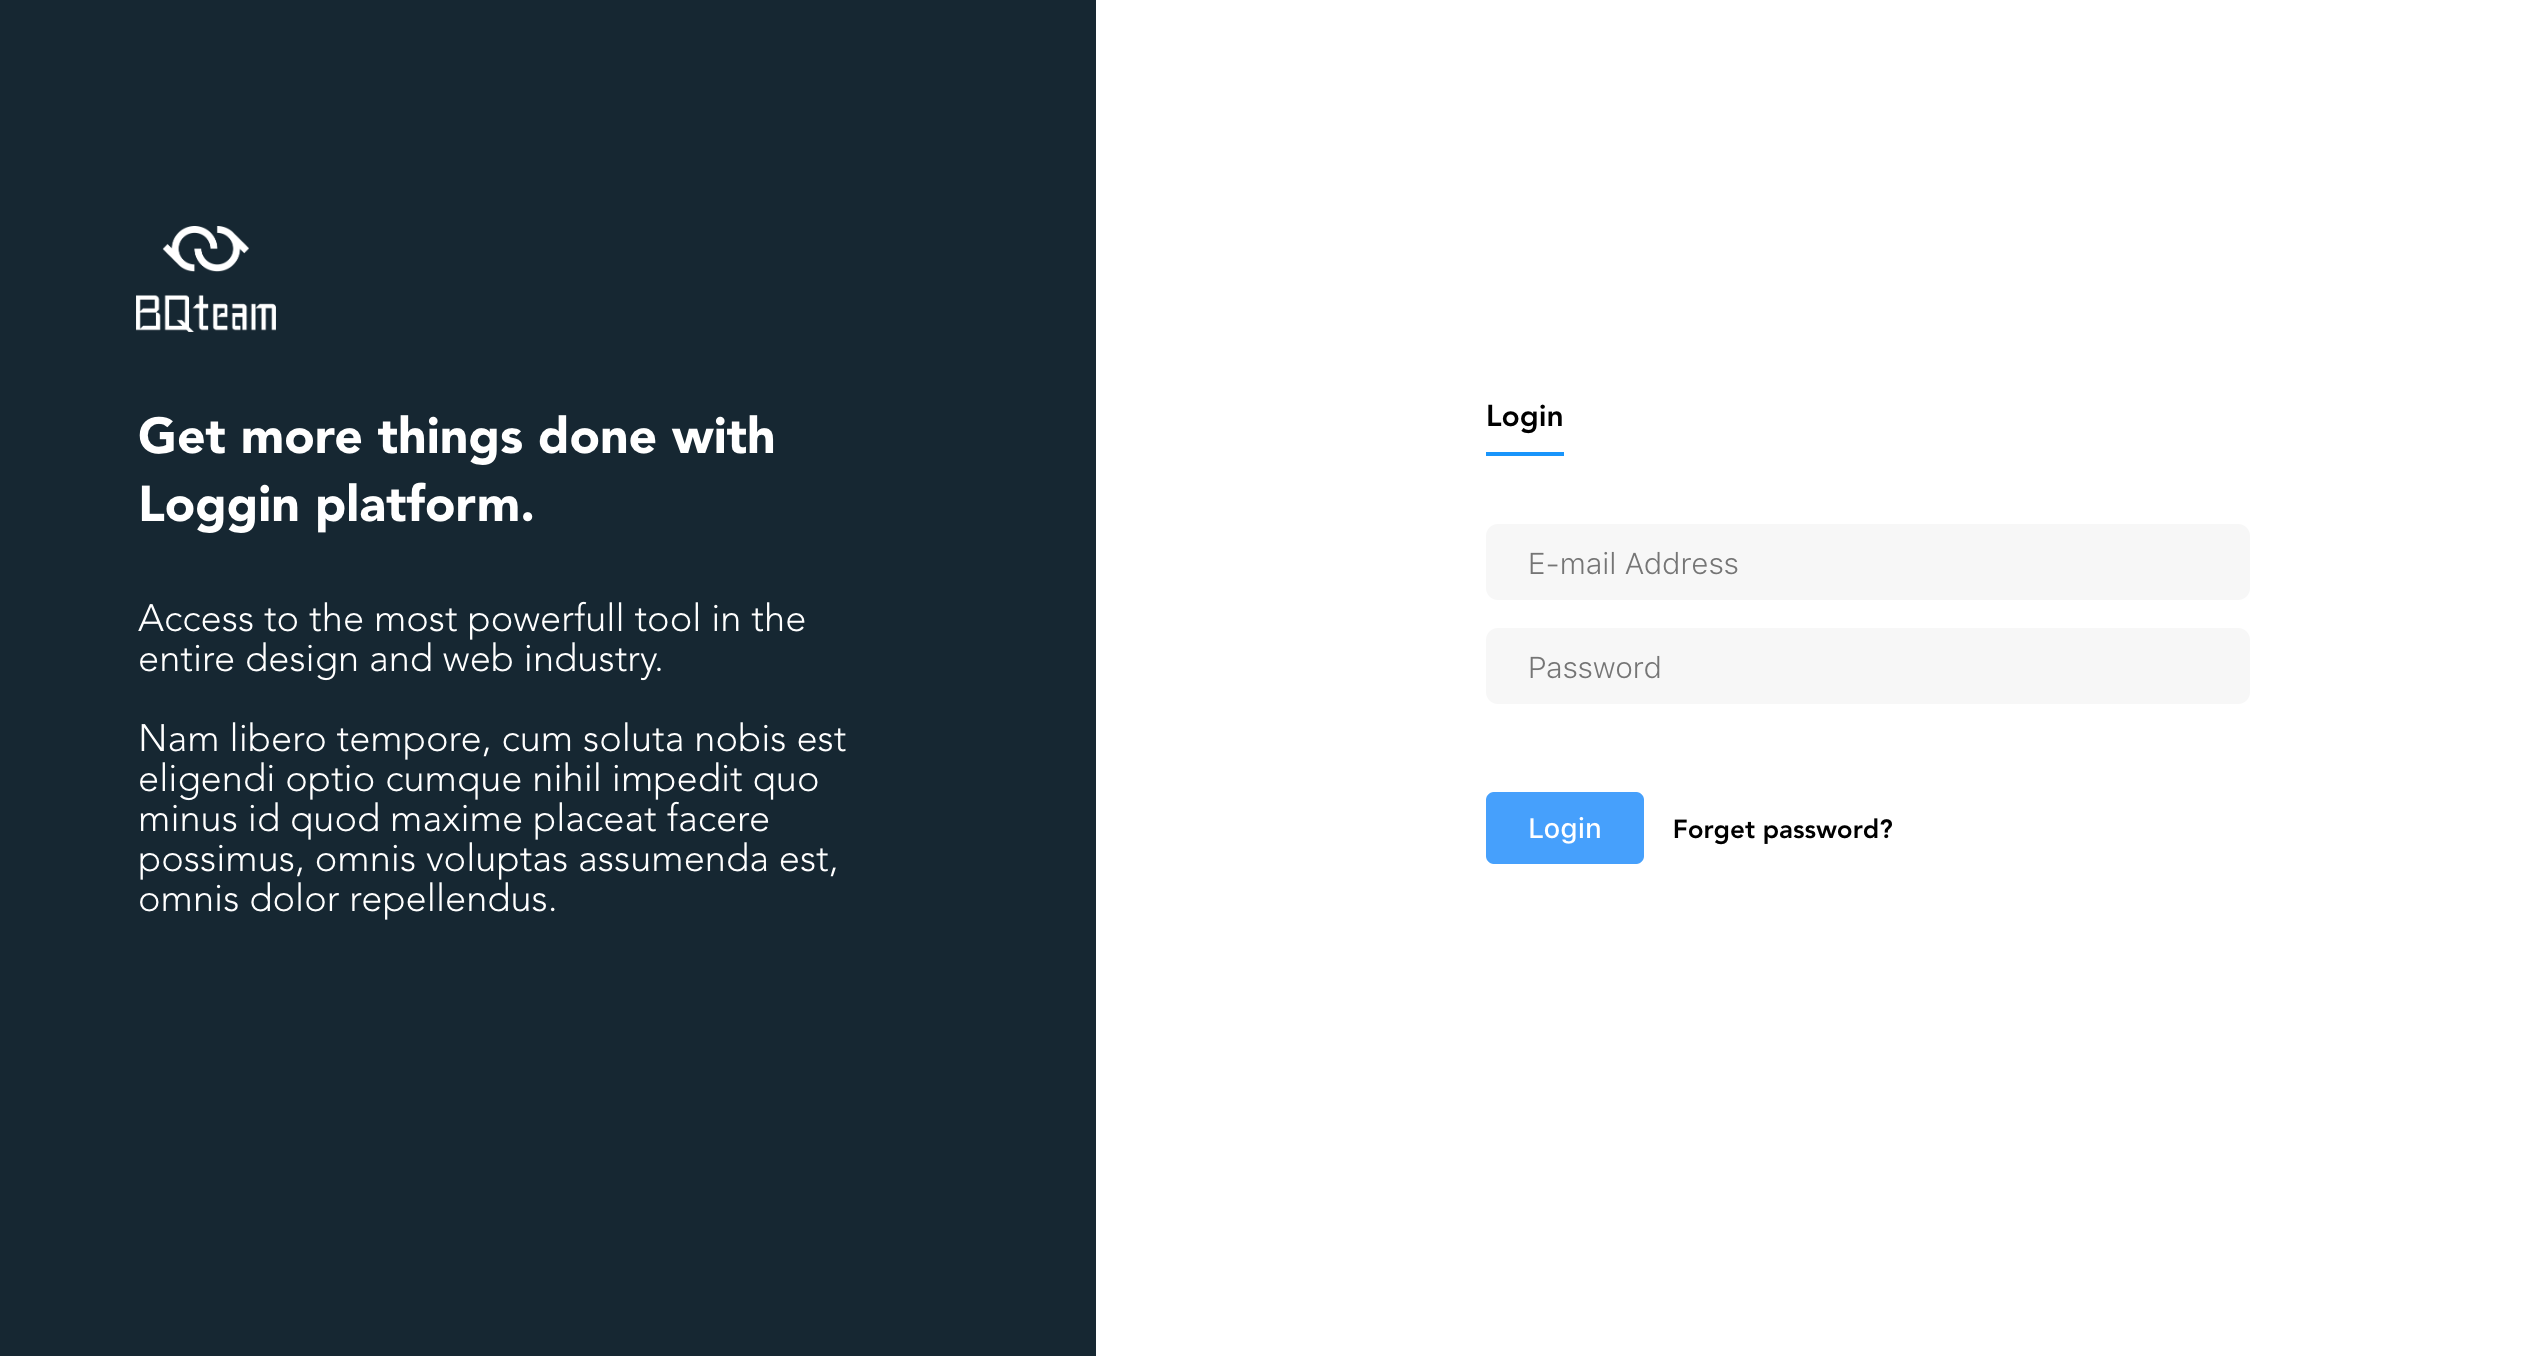 BQteam
Get more things done with
Loggin platform.
Access to the most powerfull tool in the
entire design and web industry.
Nam libero tempore, cum soluta nobis est
eligendi optio cumque nihil impedit quo
minus id quod maxime placeat facere
possimus, omnis voluptas assumenda est,
omnis dolor repellendus.
Login
E-mail Address
Password
Login Forget password?